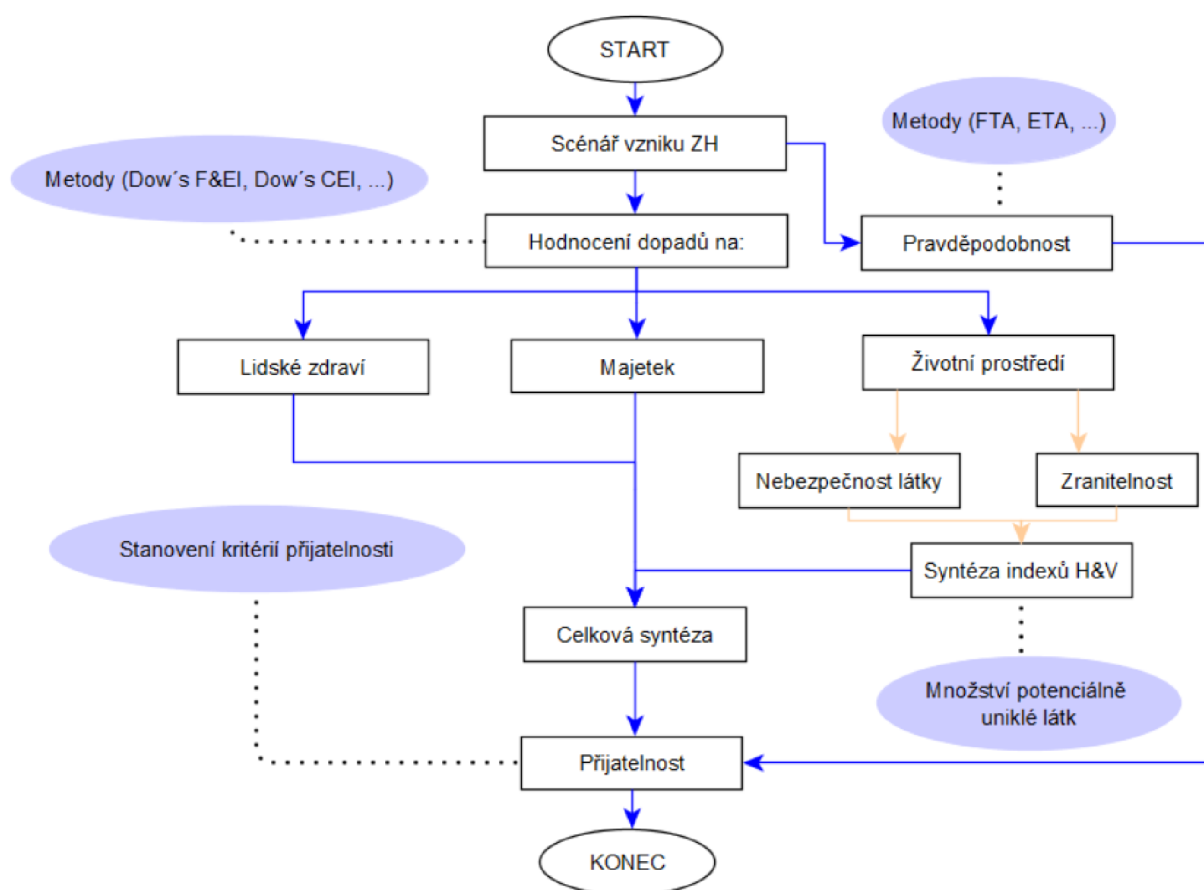 START
Metody (FTA, ETA, ...)
Scénář vzniku ZH
Metody (Dow´s F&EI, Dow´s CEI, ...)
Hodnocení dopadů na:
Pravděpodobnost
Lidské zdraví
Majetek
Životní prostředí
Nebezpečnost látky
Zranitelnost
Stanovení kritérií přijatelnosti
Syntéza indexů H&V
Celková syntéza
Množství potenciálně
uniklé látk
Přijatelnost
KONEC